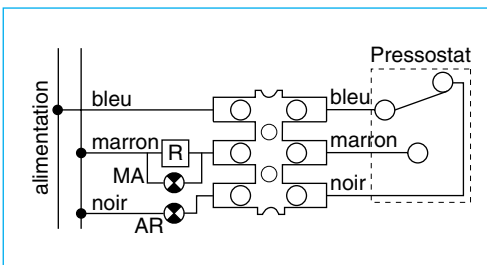 Pressostat
alimentation
bleu
bleu
marron
R
marron
MA
noir
noir
AR